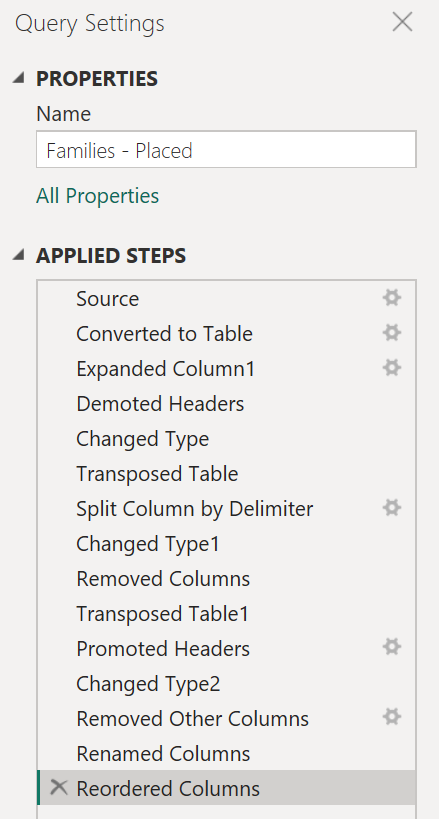 Query Settings
PROPERTIES
Name
Families - Placed
All Properties
APPLIED STEPS
Source
Converted to Table
Expanded Column1
Demoted Headers
Changed Type
Transposed Table
Split Column by Delimiter
Changed Type1
Removed Columns
Transposed Table1
Promoted Headers
Changed Type2
Removed Other Columns
Renamed Columns
Reordered Columns